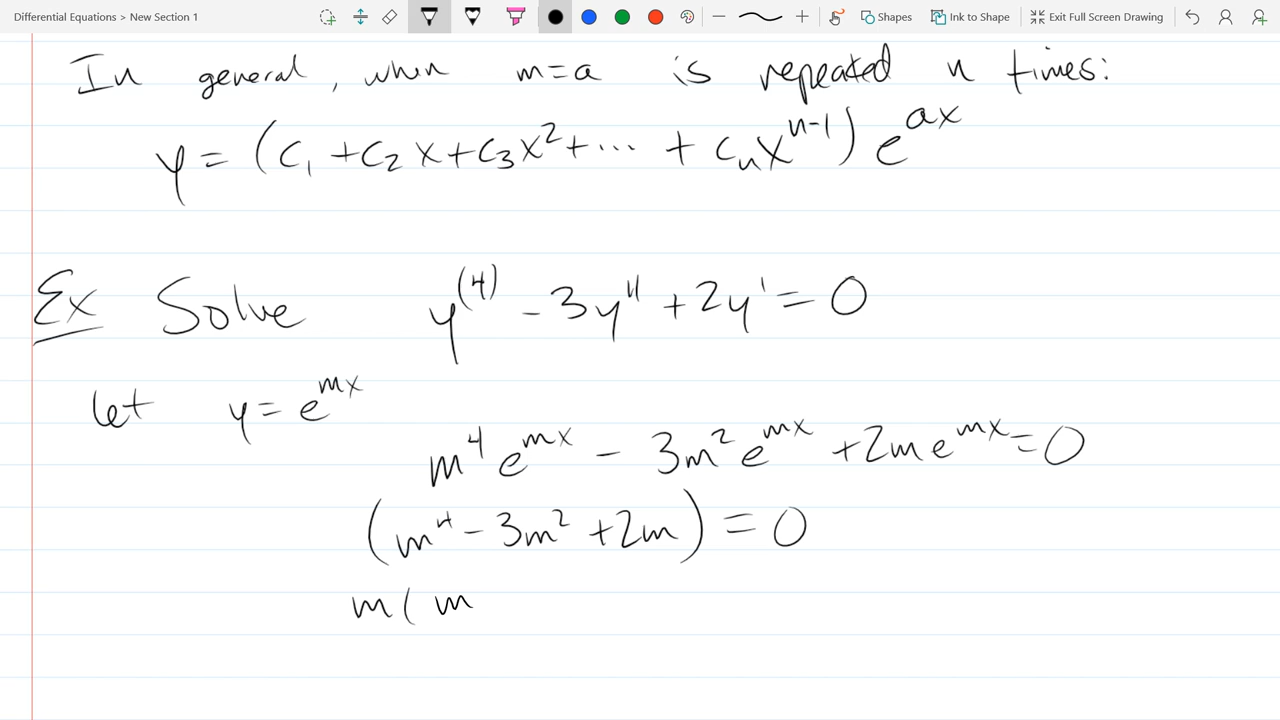 Differential Equations > New Section 1
Shapes Ink to Shape Exit Full Screen Drawing
In general, when m=a is repeated n times:
y = (c₁ + c₂x + c₃x² + ... + cₙxⁿ⁻¹) e^{ax}
Ex Solve y⁽⁴⁾ - 3y'' + 2y' = 0
let y = e^{mx}
m⁴e^{mx} - 3m²e^{mx} + 2me^{mx} = 0
(m⁴ - 3m² + 2m) = 0
m(m